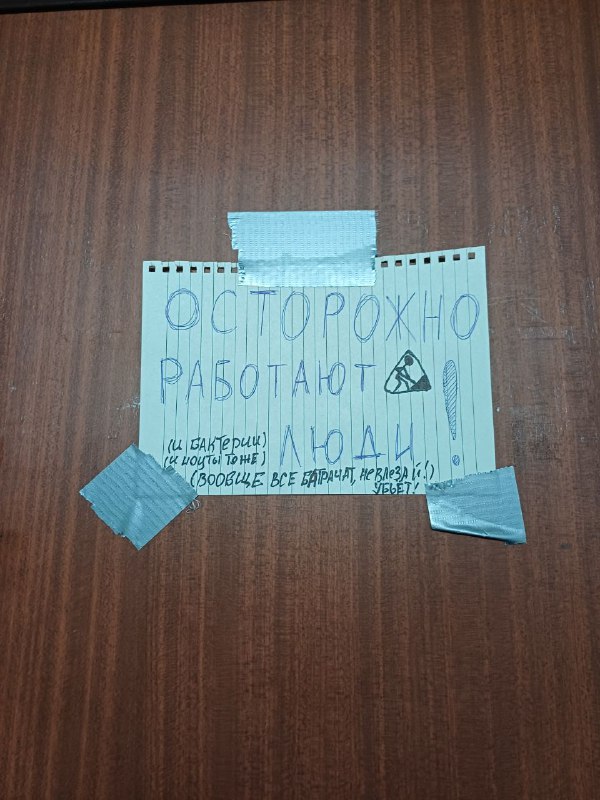 ОСТОРОЖНО
РАБОТАЮТ
ЛЮДИ !
(И БАКТЕРИИ)
(И НОУТЫ ТОЖЕ)
(ВООБЩЕ ВСЕ БАТРАЧАТ, НЕ ВЛЕЗАЙ!)
УБЬЕТ!